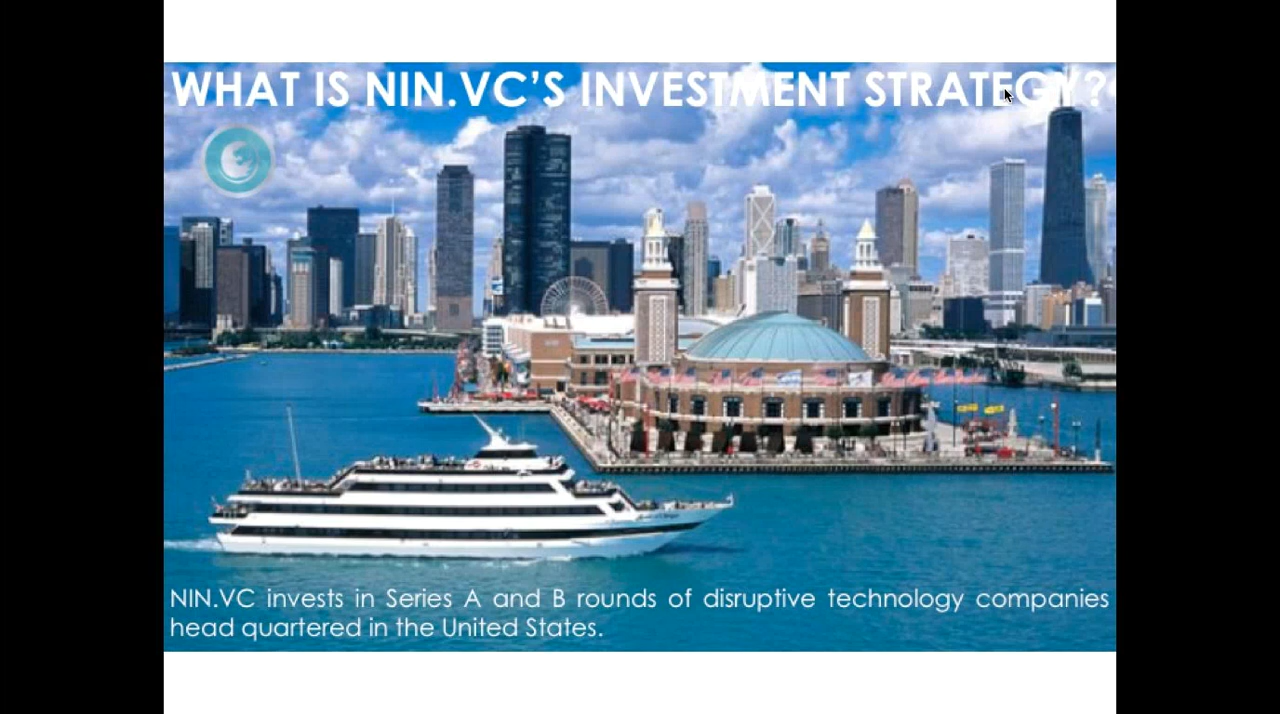 WHAT IS NIN.VC'S INVESTMENT STRATEGY?
NIN.VC invests in Series A and B rounds of disruptive technology companies
head quartered in the United States.